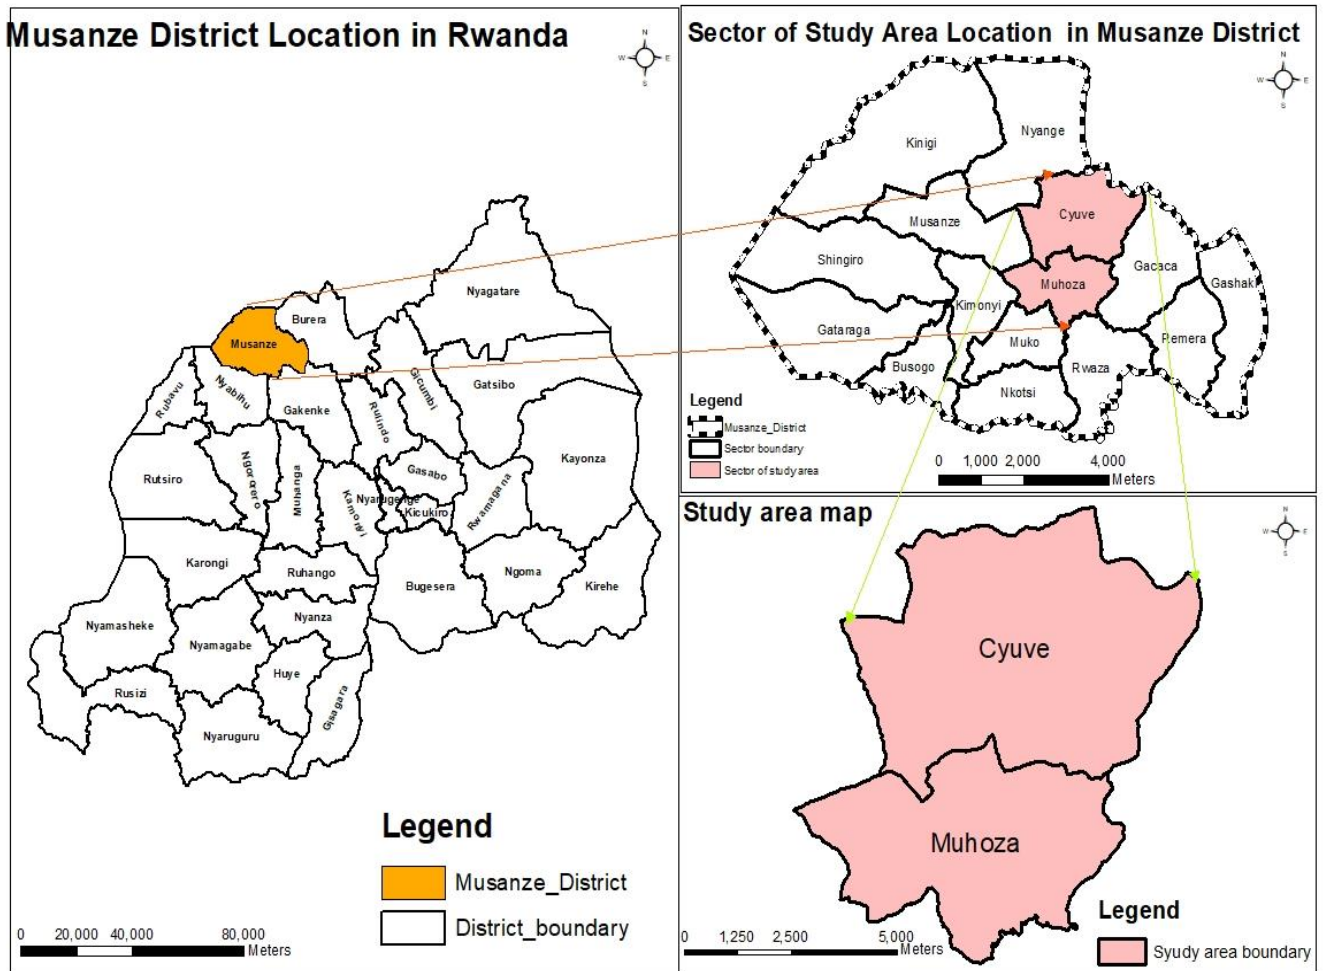 Musanze District Location in Rwanda
N
W
E
S
Nyagatare
Burera
Musanze
Gicumbi
Gatsibo
Rubavu
Nyabihu
Gakenke
Rulindo
Kayonza
Gasabo
Rutsiro
Ngororero
Muhanga
Kamonyi
Nyarugenge
Kicukiro
Rwamagana
Karongi
Ruhango
Bugesera
Ngoma
Kirehe
Nyamasheke
Nyanza
Nyamagabe
Huye
Rusizi
Gisagara
Nyaruguru
Legend
Musanze_District
District_boundary
0 20,000 40,000 80,000
Meters
Sector of Study Area Location in Musanze District
N
W
E
S
Nyange
Kinigi
Cyuve
Musanze
Shingiro
Gacaca
Gashak
Muhoza
Kimonyi
Gataraga
Muko
Remera
Busogo
Rwaza
Nkotsi
Legend
Musanze_District
Sector boundary
Sector of study area
0 1,000 2,000 4,000
Meters
Study area map
N
W
E
S
Cyuve
Muhoza
Legend
Syudy area boundary
0 1,250 2,500 5,000
Meters